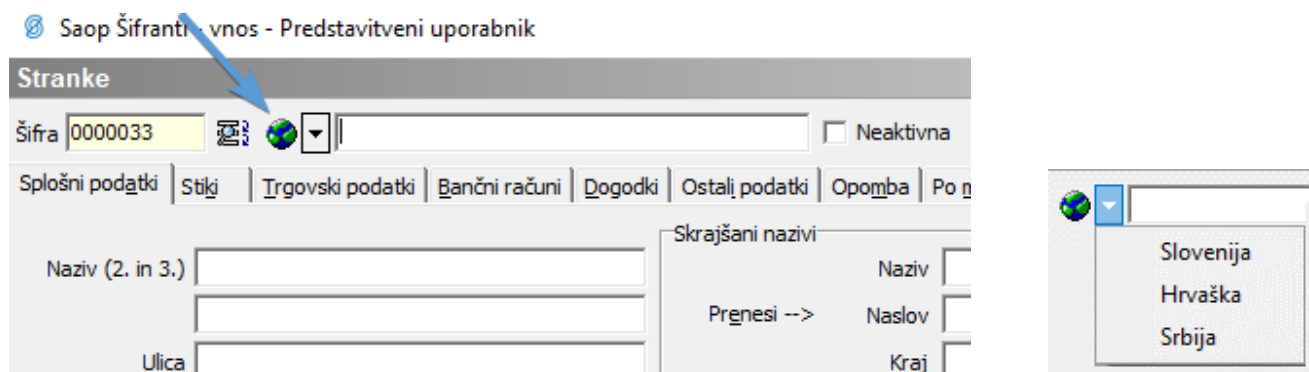 Saop Šifranti - vnos - Predstavitveni uporabnik
Stranke
Šifra 0000033 Neaktivna
Splošni podatki Stiki Trgovski podatki Bančni računi Dogodki Ostali podatki Opomba Po
Skrajšani nazivi
Naziv (2. in 3.) Naziv
Prenesi --> Naslov
Ulica Kraj
Slovenija
Hrvaška
Srbija